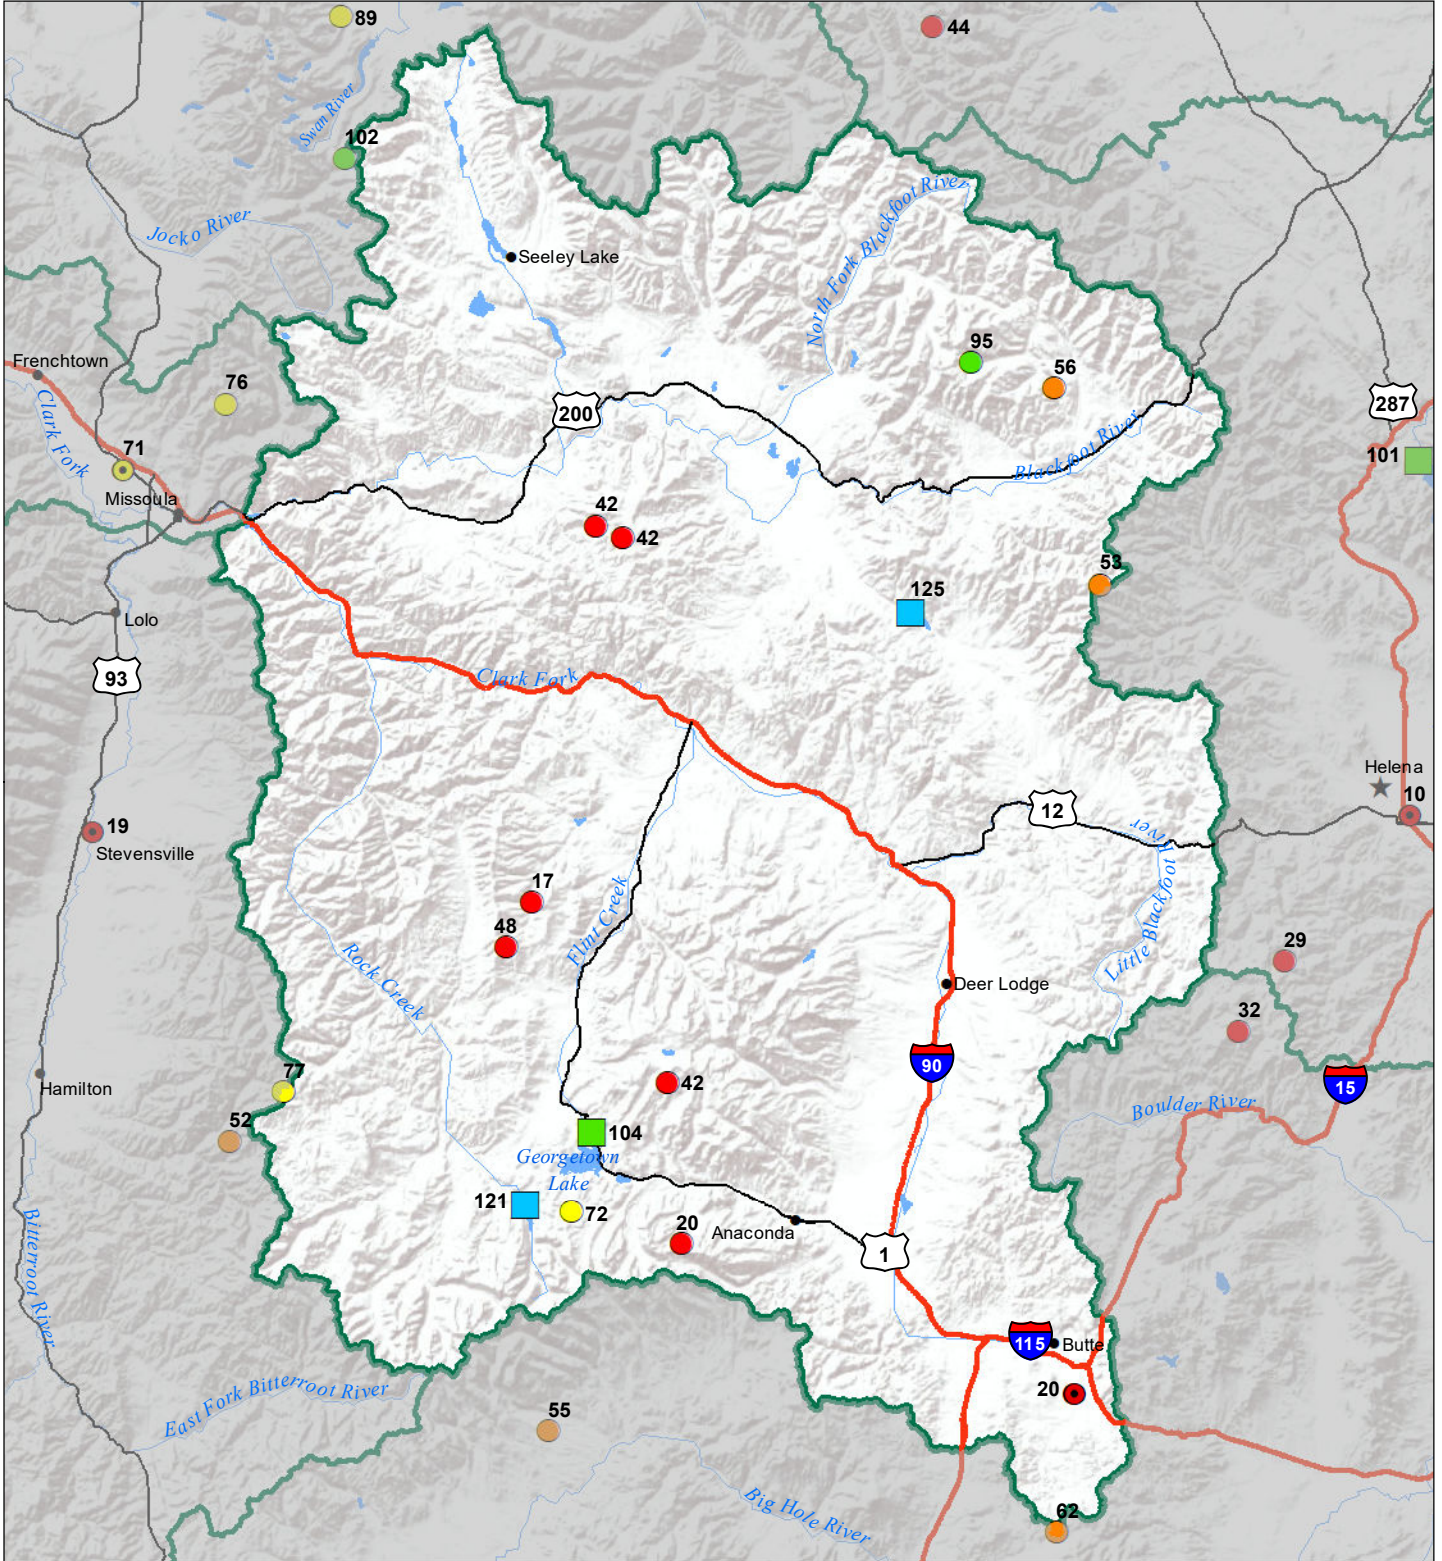 89
44
Swan River
102
North Fork Blackfoot River
Jocko River
Seeley Lake
Frenchtown
95
56
76
287
200
Clark Fork
71
Blackfoot River
101
Missoula
42
42
53
125
Lolo
93
Clark Fork
Helena
10
12
19
Stevensville
Little Blackfoot River
17
Flint Creek
48
29
Rock Creek
Deer Lodge
32
90
77
42
15
Hamilton
Boulder River
52
104
Georgetown
Lake
121
72
20
Anaconda
1
Bitterroot River
115
Butte
20
East Fork Bitterroot River
55
Big Hole River
62